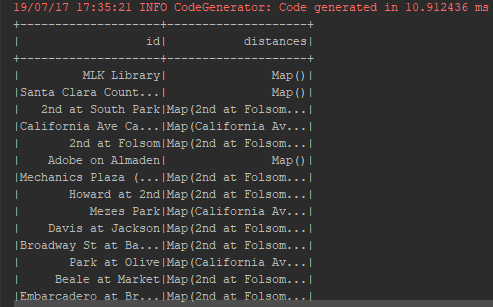 19/07/17 17:35:21 INFO CodeGenerator: Code generated in 10.912436 ms
+--------------------+--------------------+
|                  id|           distances|
+--------------------+--------------------+
|         MLK Library|               Map()|
|Santa Clara Count...|               Map()|
|   2nd at South Park|Map(2nd at Folsom...|
|California Ave Ca...|Map(California Av...|
|       2nd at Folsom|Map(2nd at Folsom...|
|    Adobe on Almaden|               Map()|
|Mechanics Plaza (...|Map(2nd at Folsom...|
|       Howard at 2nd|Map(2nd at Folsom...|
|          Mezes Park|Map(California Av...|
|    Davis at Jackson|Map(2nd at Folsom...|
|Broadway St at Ba...|Map(2nd at Folsom...|
|       Park at Olive|Map(California Av...|
|     Beale at Market|Map(2nd at Folsom...|
|Embarcadero at Br...|Map(2nd at Folsom...|